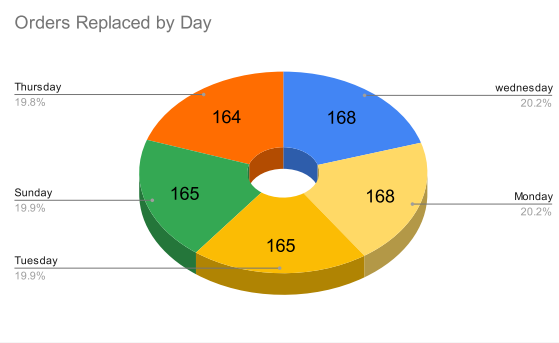 Orders Replaced by Day
Thursday
19.8%
wednesday
20.2%
164
168
Sunday
19.9%
165
168
Monday
20.2%
165
Tuesday
19.9%